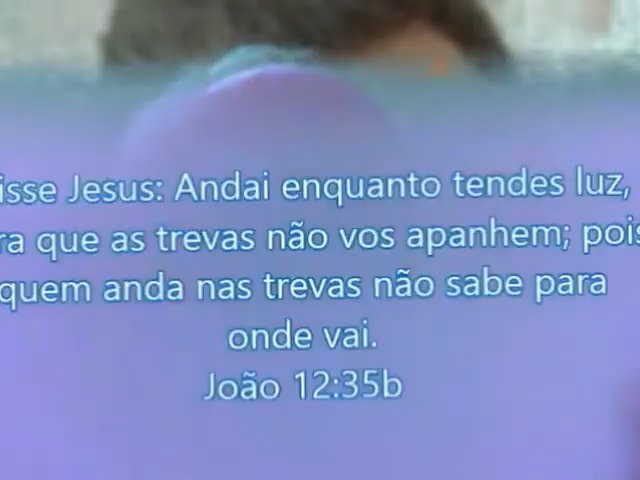 isse Jesus: Andai enquanto tendes luz,
ra que as trevas não vos apanhem; pois
quem anda nas trevas não sabe para
onde vai.
João 12:35b